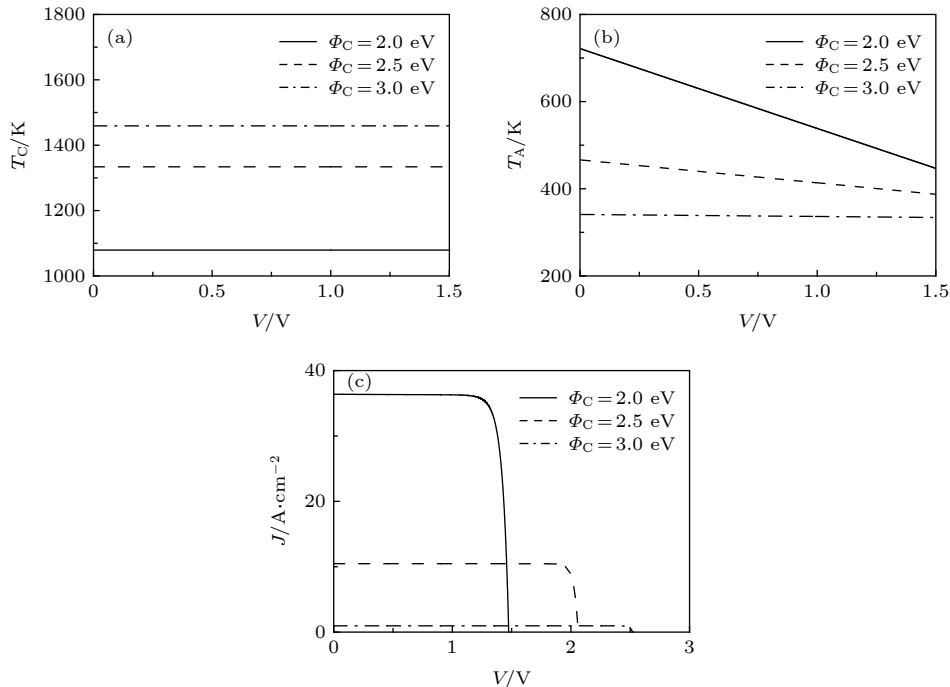 (a)
Φ_C = 2.0 eV
Φ_C = 2.5 eV
Φ_C = 3.0 eV
1800
1600
1400
1200
1000
T_C/K
0 0.5 1.0 1.5
V/V
(b)
Φ_C = 2.0 eV
Φ_C = 2.5 eV
Φ_C = 3.0 eV
800
600
400
200
T_A/K
0 0.5 1.0 1.5
V/V
(c)
Φ_C = 2.0 eV
Φ_C = 2.5 eV
Φ_C = 3.0 eV
40
20
0
J/A·cm⁻²
0 1 2 3
V/V